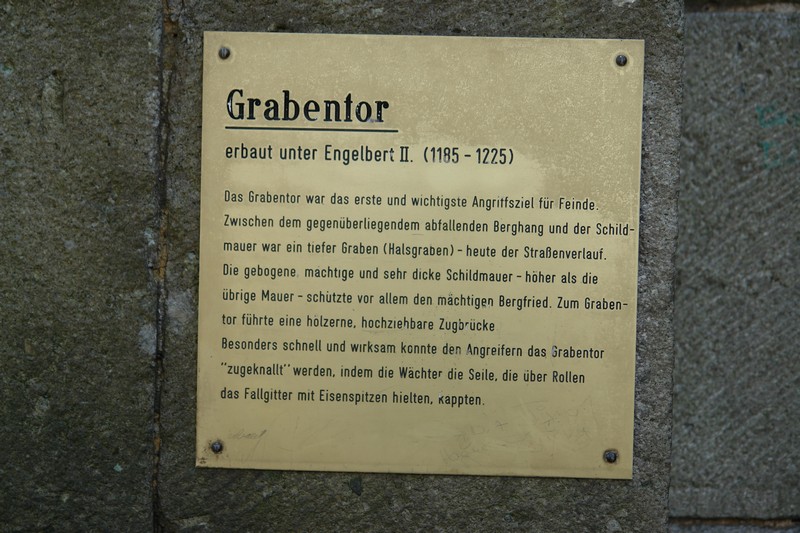 Grabentor
erbaut unter Engelbert II. (1185 - 1225)
Das Grabentor war das erste und wichtigste Angriffsziel für Feinde.
Zwischen dem gegenüberliegendem abfallenden Berghang und der Schild-
mauer war ein tiefer Graben (Halsgraben) - heute der Straßenverlauf.
Die gebogene, mächtige und sehr dicke Schildmauer - höher als die
übrige Mauer - schützte vor allem den mächtigen Bergfried. Zum Graben-
tor führte eine hölzerne, hochziehbare Zugbrücke
Besonders schnell und wirksam konnte den Angreifern das Grabentor
"zugeknallt" werden, indem die Wächter die Seile, die über Rollen
das Fallgitter mit Eisenspitzen hielten, kappten.